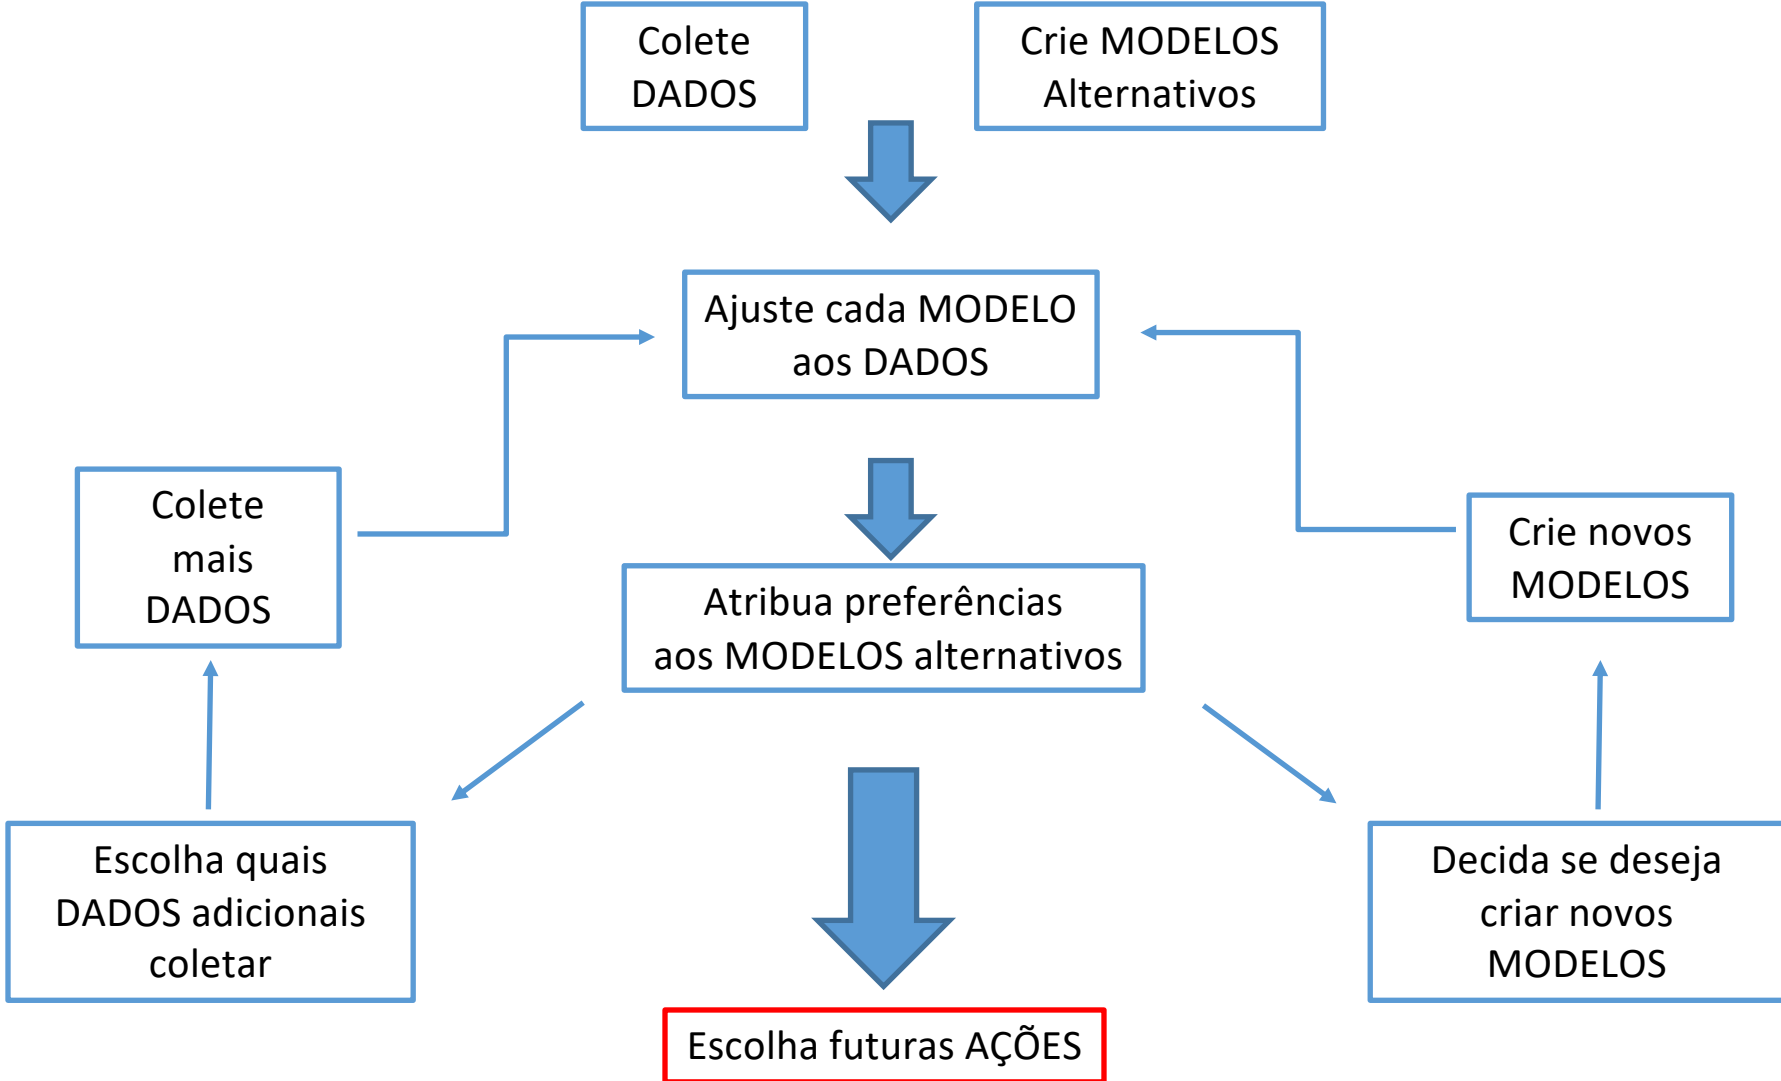 Colete
DADOS
Crie MODELOS
Alternativos
Ajuste cada MODELO
aos DADOS
Colete
mais
DADOS
Crie novos
MODELOS
Atribua preferências
aos MODELOS alternativos
Escolha quais
DADOS adicionais
coletar
Decida se deseja
criar novos
MODELOS
Escolha futuras AÇÕES